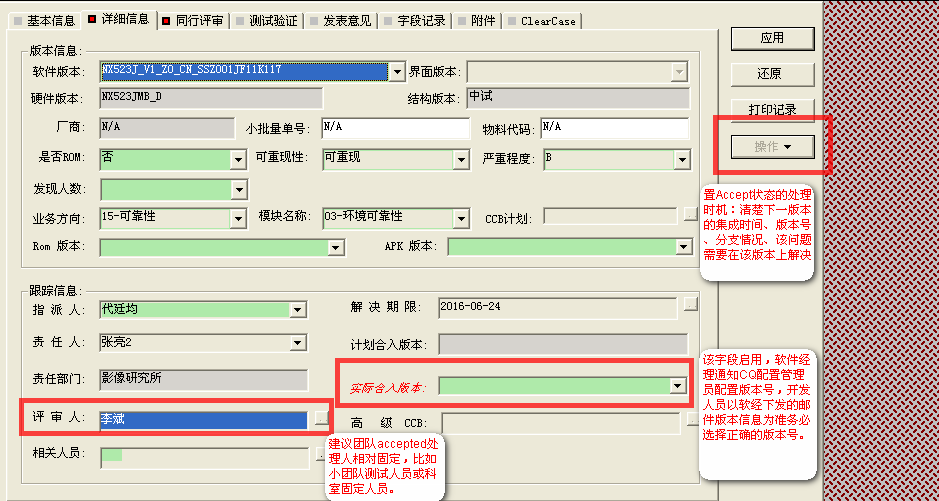 基本信息 详细信息 同行评审 测试验证 发表意见 字段记录 附件 ClearCase
应用
还原
打印记录
操作
版本信息:
软件版本: NX523J_V1_Z0_CN_SSZ001JF11K117 界面版本:
硬件版本: NX523JMB_D 结构版本: 中试
厂商: N/A 小批量单号: N/A 物料代码: N/A
是否ROM: 否 可重现性: 可重现 严重程度: B
发现人数:
业务方向: 15-可靠性 模块名称: 03-环境可靠性 CCB计划:
Rom 版本: APK 版本:
置Accept状态的处理
时机：清楚下一版本
的集成时间、版本号
、分支情况、该问题
需要在该版本上解决
跟踪信息:
指 派 人: 代廷均 解 决 期 限: 2016-06-24
责 任 人: 张亮2 计划合入版本:
责任部门: 影像研究所 实际合入版本:
评 审 人: 李斌 高 级 CCB:
相关人员:
该字段启用，软件经
理通知CQ配置管理
员配置版本号，开发
人员以软经下发的邮
件版本信息为准务必
选择正确的版本号。
建议团队accepted处
理人相对固定，比如
小团队测试人员或科
室固定人员。